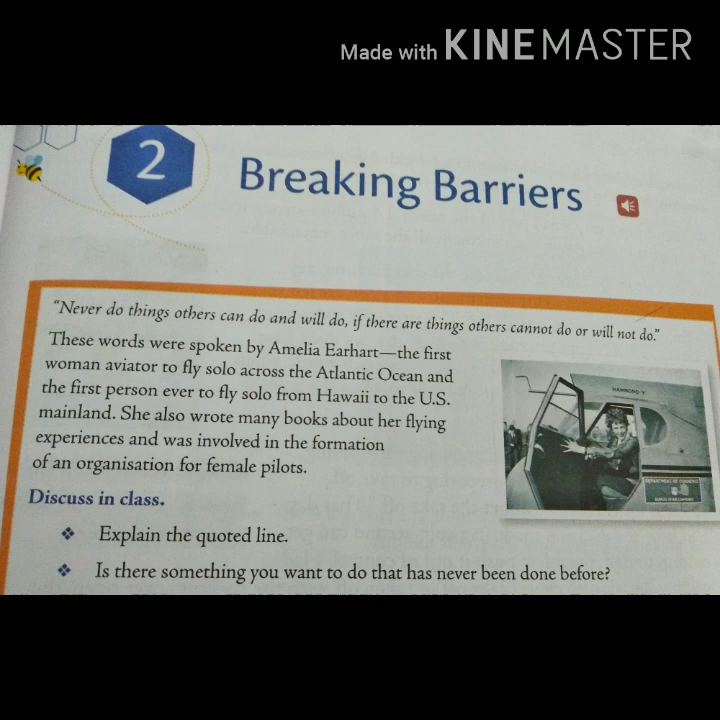 Made with KINEMASTER
2
Breaking Barriers
"Never do things others can do and will do, if there are things others cannot do or will not do."
These words were spoken by Amelia Earhart—the first
woman aviator to fly solo across the Atlantic Ocean and
the first person ever to fly solo from Hawaii to the U.S.
mainland. She also wrote many books about her flying
experiences and was involved in the formation
of an organisation for female pilots.
HAMMOND-Y
DEPARTMENT OF COMMERCE
Discuss in class.
❖ Explain the quoted line.
❖ Is there something you want to do that has never been done before?